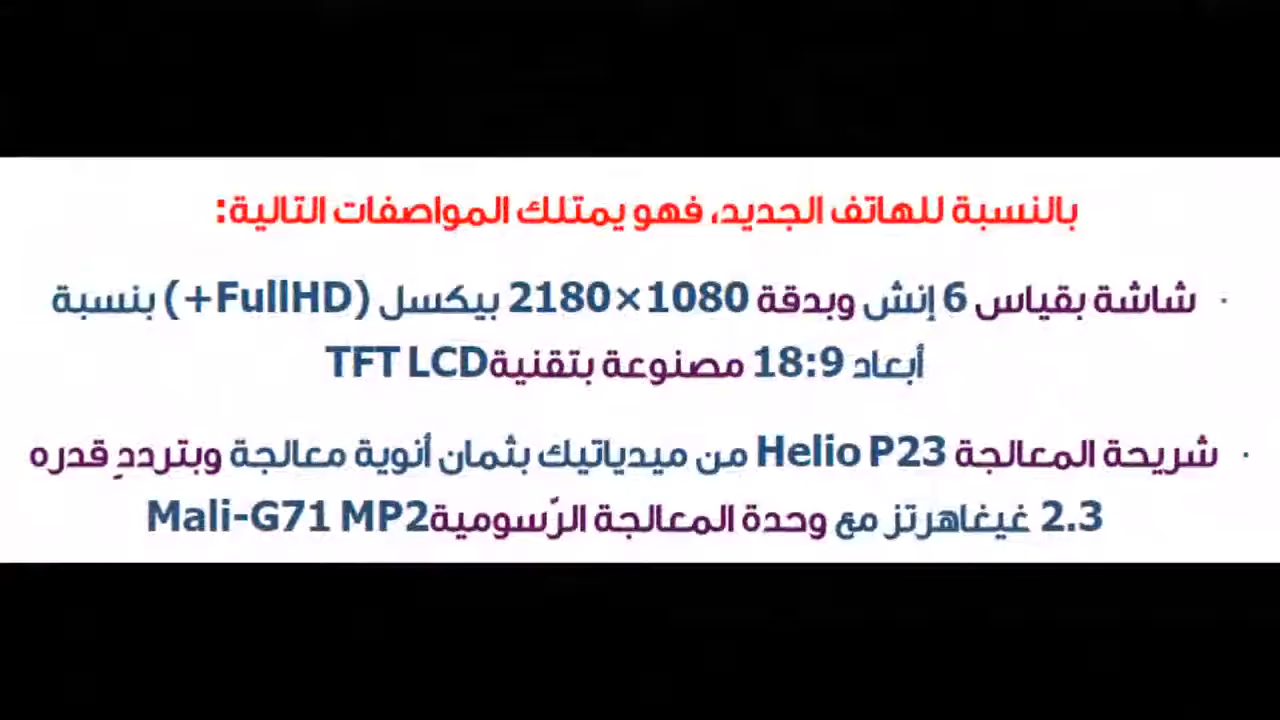 بالنسبة للهاتف الجديد، فهو يمتلك المواصفات التالية:
· شاشة بقياس 6 إنش وبدقة 1080×2180 بيكسل (FullHD+) بنسبة
أبعاد 18:9 مصنوعة بتقنيةTFT LCD
· شريحة المعالجة Helio P23 من ميدياتيك بثمان أنوية معالجة وبترددِ قدره
2.3 غيغاهرتز مع وحدة المعالجة الرّسوميةMali-G71 MP2